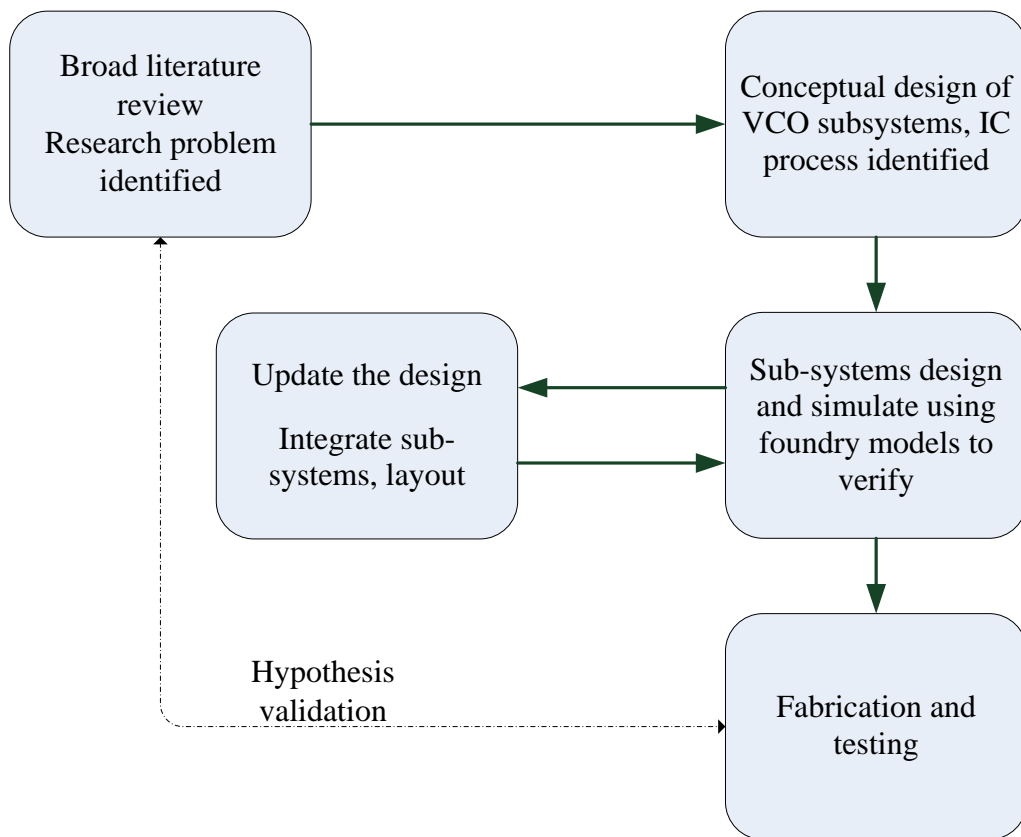 Broad literature
review
Research problem
identified
Conceptual design of
VCO subsystems, IC
process identified
Update the design
Integrate sub-
systems, layout
Sub-systems design
and simulate using
foundry models to
verify
Hypothesis
validation
Fabrication and
testing